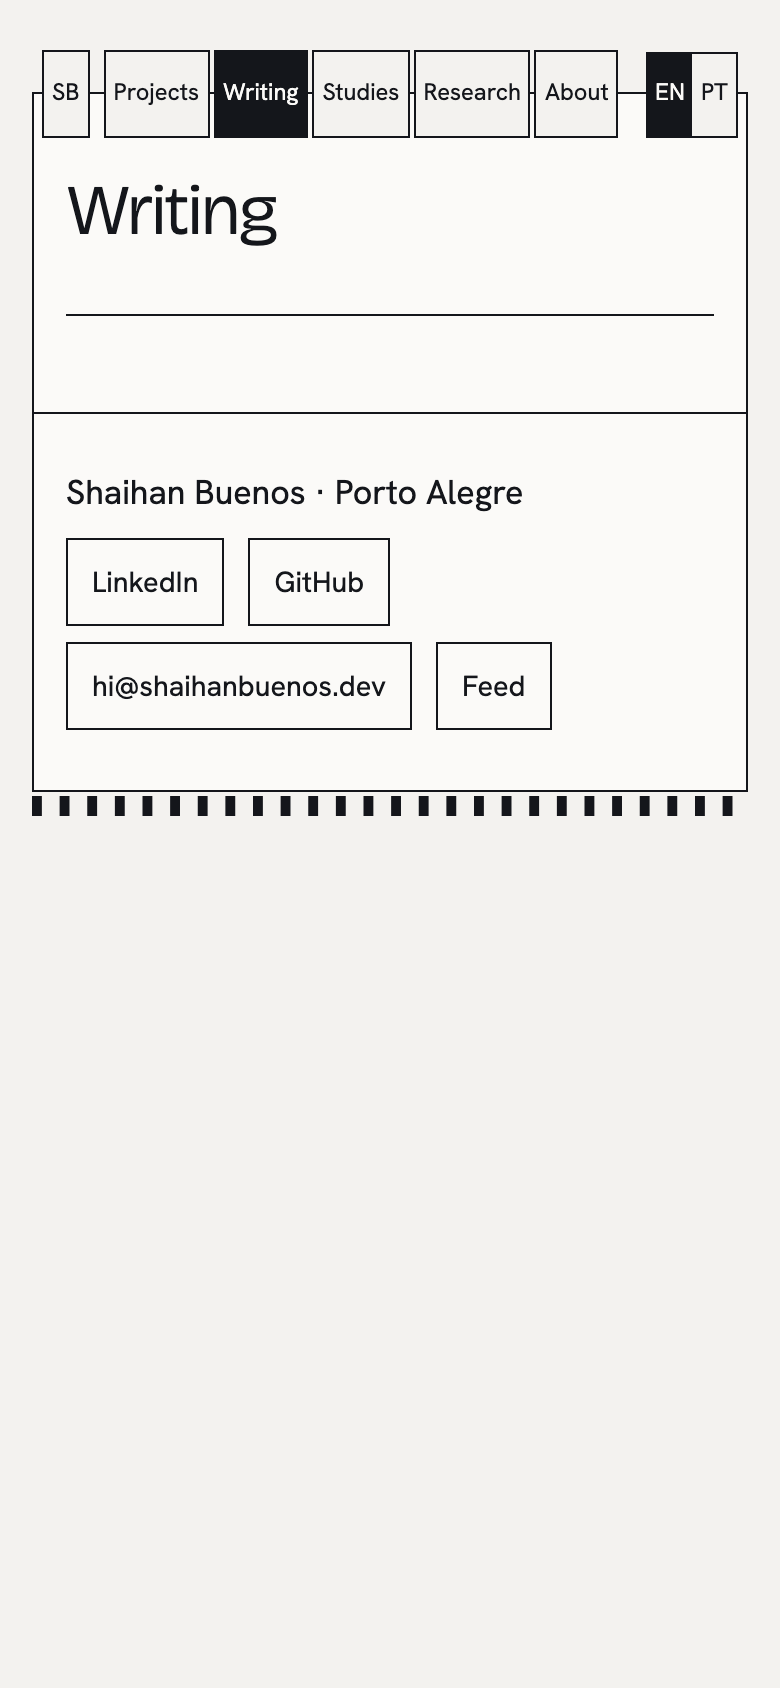 SB Projects Writing Studies Research About EN PT
Writing
Shaihan Buenos · Porto Alegre
LinkedIn GitHub
hi@shaihanbuenos.dev Feed